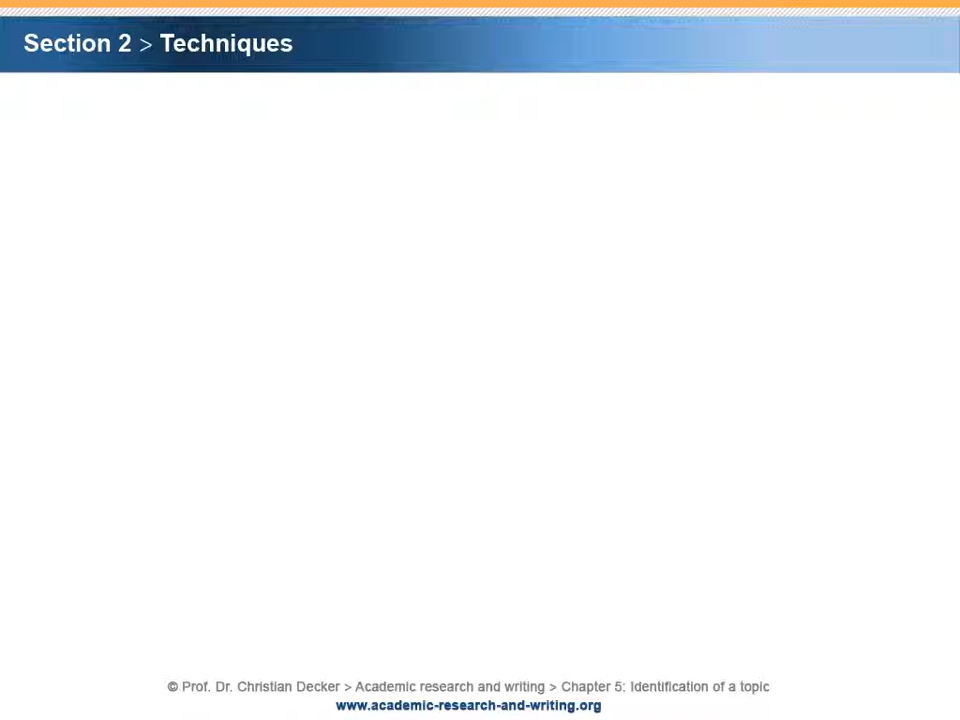 Section 2 > Techniques
© Prof. Dr. Christian Decker > Academic research and writing > Chapter 5: Identification of a topic
www.academic-research-and-writing.org